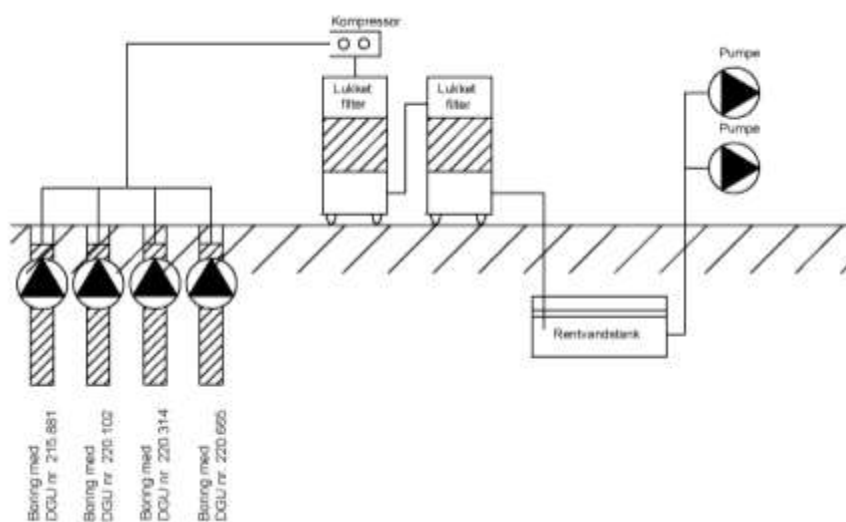 Kompressor
Lukket
filter
Lukket
filter
Pumpe
Pumpe
Rentvandstank
Boring med
DGU nr. 215.881
Boring med
DGU nr. 220.102
Boring med
DGU nr. 220.314
Boring med
DGU nr. 220.665